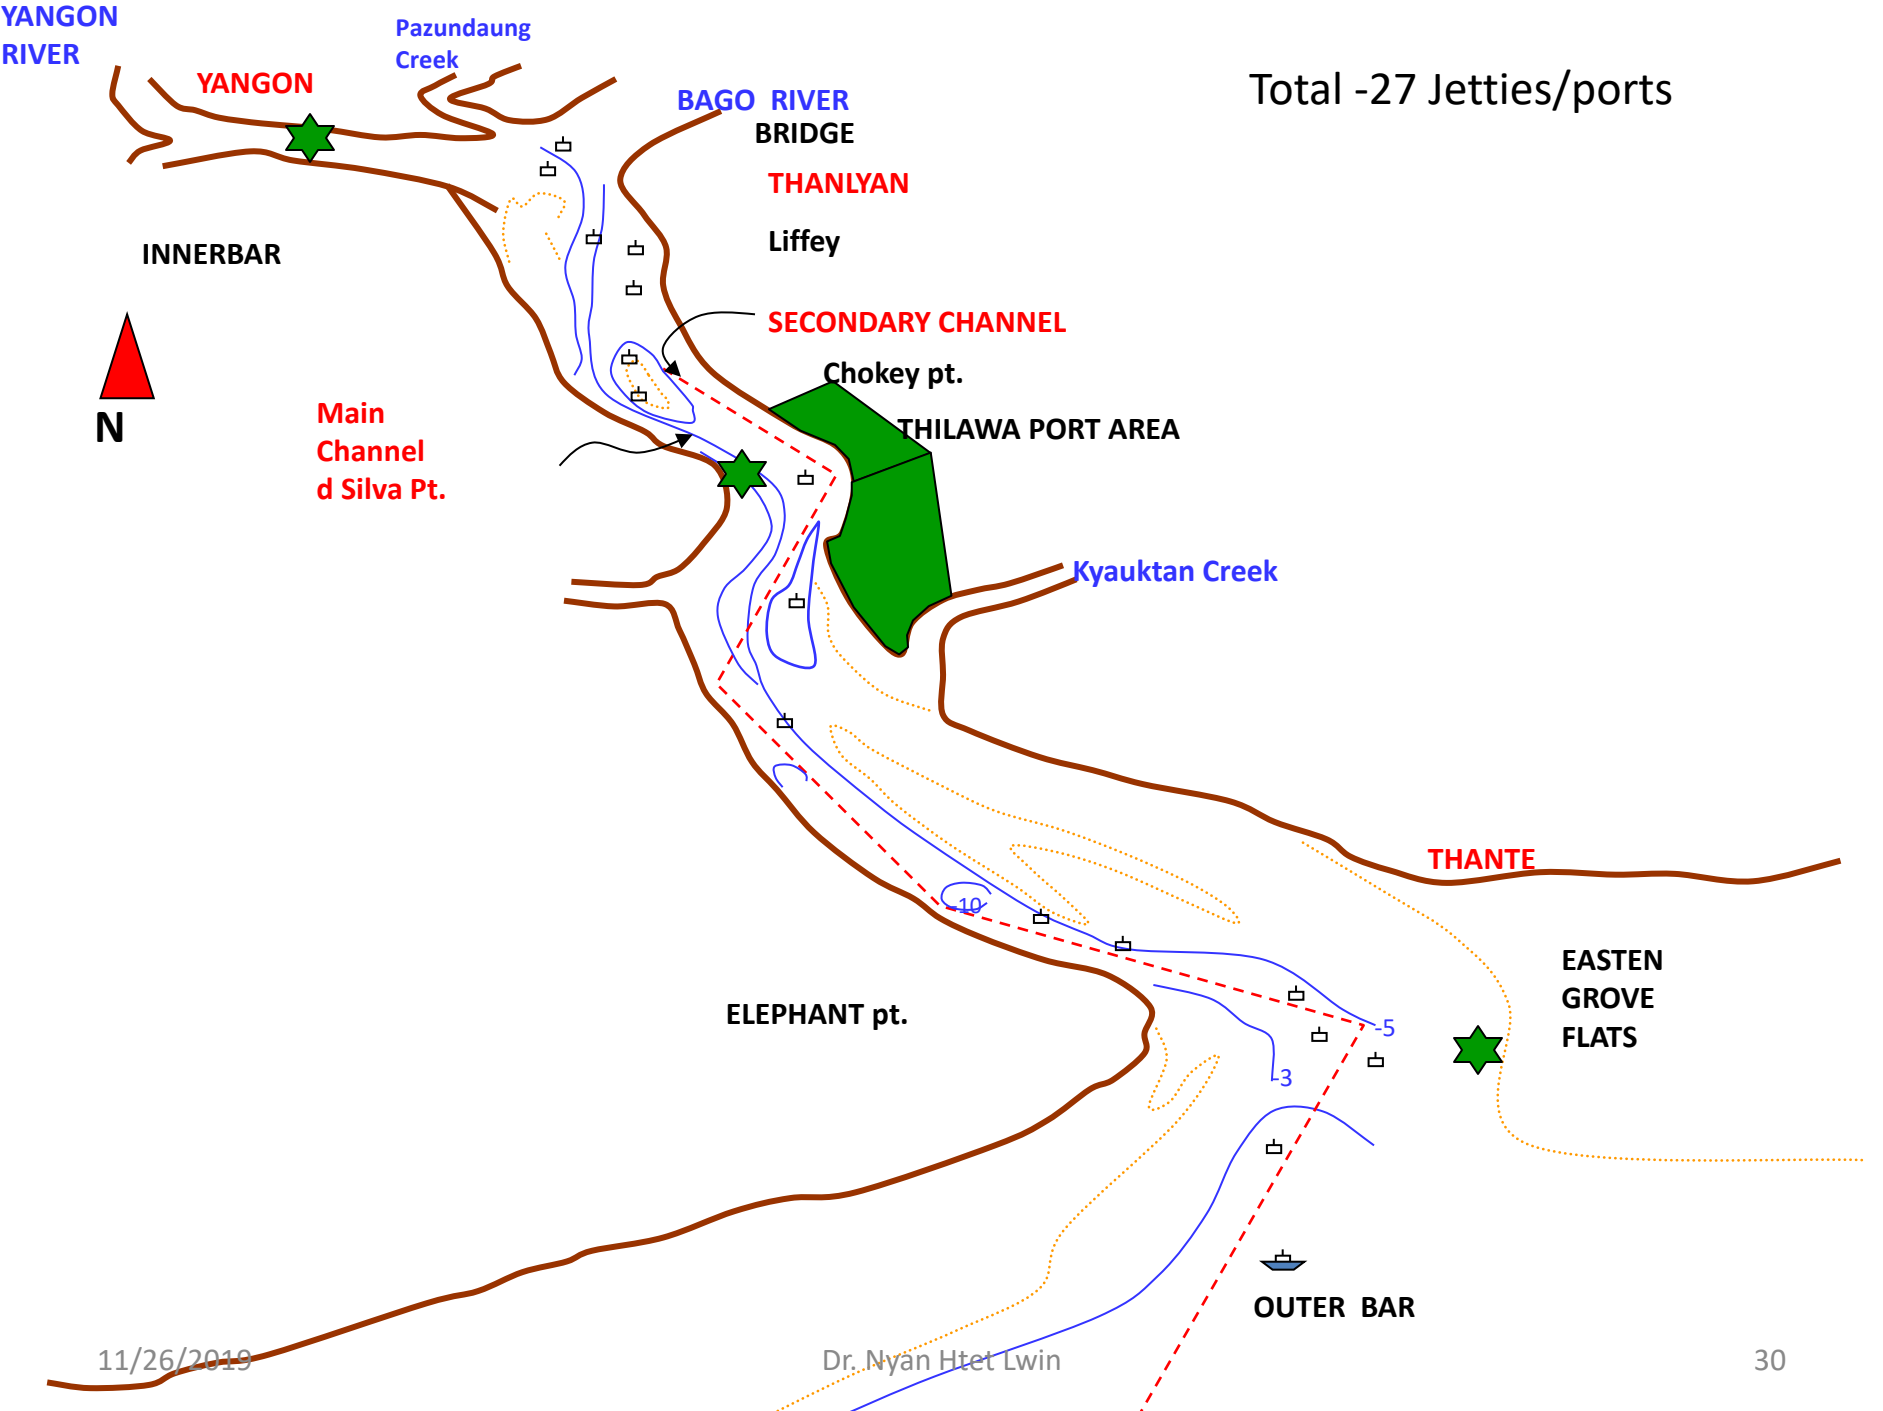 YANGON
RIVER
Pazundaung
Creek
YANGON
BAGO  RIVER
BRIDGE
Total -27 Jetties/ports
THANLYAN
Liffey
INNERBAR
SECONDARY CHANNEL
Chokey pt.
N
Main
Channel
d Silva Pt.
THILAWA PORT AREA
Kyauktan Creek
THANTE
-10
EASTEN
GROVE
FLATS
ELEPHANT pt.
-5
-3
OUTER  BAR
11/26/2019
Dr. Nyan Htet Lwin
30